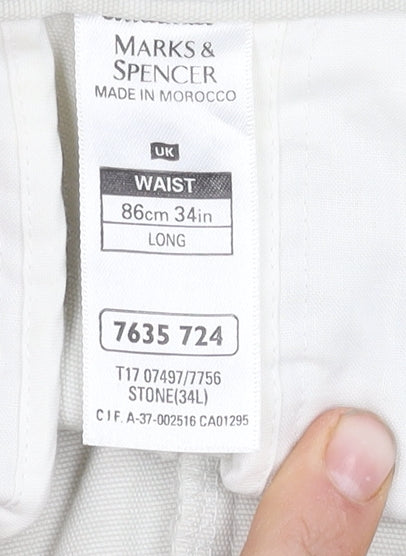 MARKS &
SPENCER
MADE IN MOROCCO
UK
WAIST
86cm 34in
LONG
7635 724
T17 07497/7756
STONE(34L)
C I F. A-37-002516 CA01295